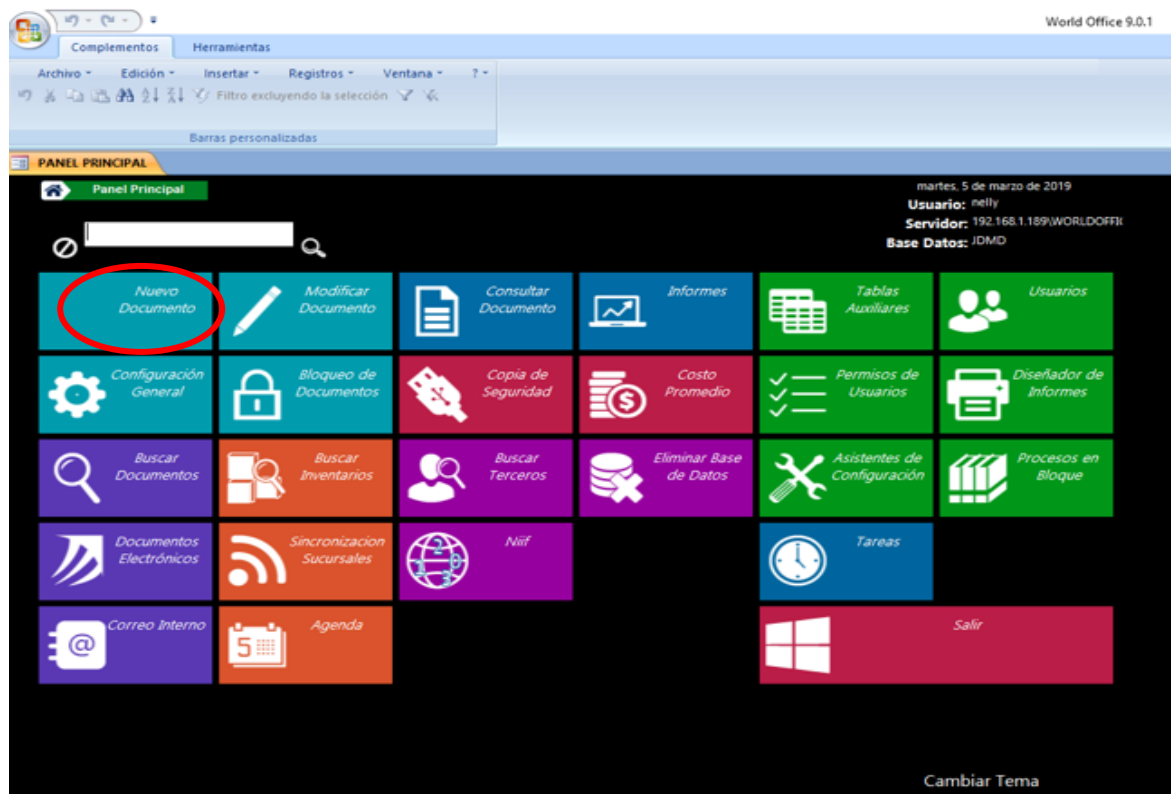 World Office 9.0.1
Complementos Herramientas
Archivo Edición Insertar Registros Ventana ?
Filtro excluyendo la selección
Barras personalizadas
PANEL PRINCIPAL
Panel Principal
martes, 5 de marzo de 2019
Usuario: nelly
Servidor: 192.168.1.189\WORLDOFFI
Base Datos: JDMD
Nuevo
Documento
Modificar
Documento
Consultar
Documento
Informes
Tablas
Auxiliares
Usuarios
Configuración
General
Bloqueo de
Documentos
Copia de
Seguridad
Costo
Promedio
Permisos de
Usuarios
Diseñador de
Informes
Buscar
Documentos
Buscar
Inventarios
Buscar
Terceros
Eliminar Base
de Datos
Asistentes de
Configuración
Procesos en
Bloque
Documentos
Electrónicos
Sincronizacion
Sucursales
Niif
Tareas
Correo Interno
Agenda
5
Salir
Cambiar Tema